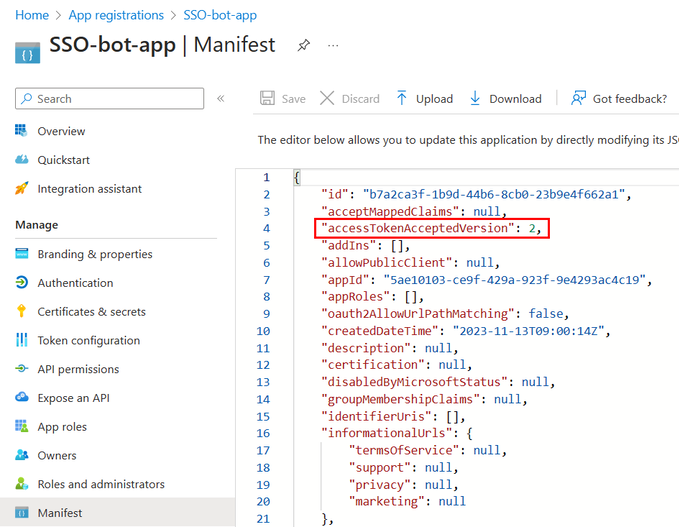 Home > App registrations > SSO-bot-app
SSO-bot-app | Manifest
Search
Save Discard Upload Download Got feedback?
Overview
Quickstart
Integration assistant
Manage
Branding & properties
Authentication
Certificates & secrets
Token configuration
API permissions
Expose an API
App roles
Owners
Roles and administrators
Manifest
The editor below allows you to update this application by directly modifying its JSO
1 {
2 "id": "b7a2ca3f-1b9d-44b6-8cb0-23b9e4f662a1",
3 "acceptMappedClaims": null,
4 "accessTokenAcceptedVersion": 2,
5 "addIns": [],
6 "allowPublicClient": null,
7 "appId": "5ae10103-ce9f-429a-923f-9e4293ac4c19",
8 "appRoles": [],
9 "oauth2AllowUrlPathMatching": false,
10 "createdDateTime": "2023-11-13T09:00:14Z",
11 "description": null,
12 "certification": null,
13 "disabledByMicrosoftStatus": null,
14 "groupMembershipClaims": null,
15 "identifierUris": [],
16 "informationalUrls": {
17 "termsOfService": null,
18 "support": null,
19 "privacy": null,
20 "marketing": null
21 },